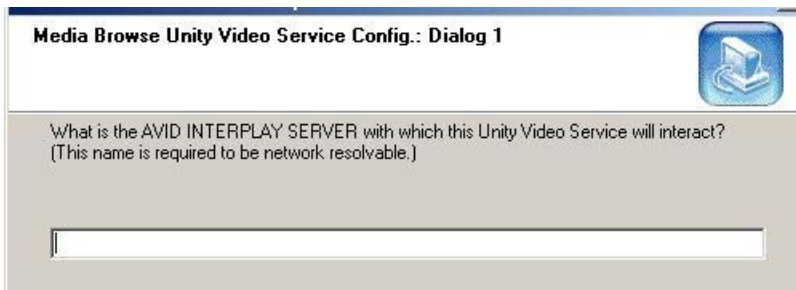 Media Browse Unity Video Service Config.: Dialog 1
What is the AVID INTERPLAY SERVER with which this Unity Video Service will interact?
(This name is required to be network resolvable.)